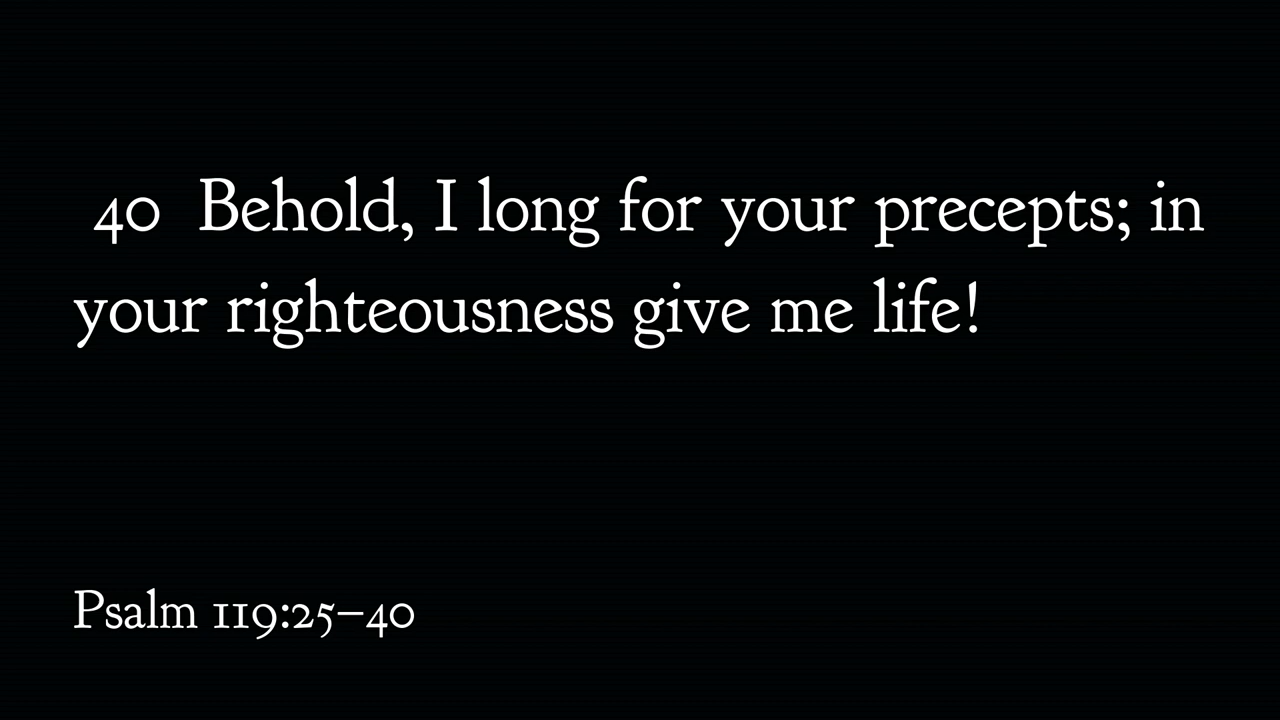 40 Behold, I long for your precepts; in
your righteousness give me life!
Psalm 119:25–40